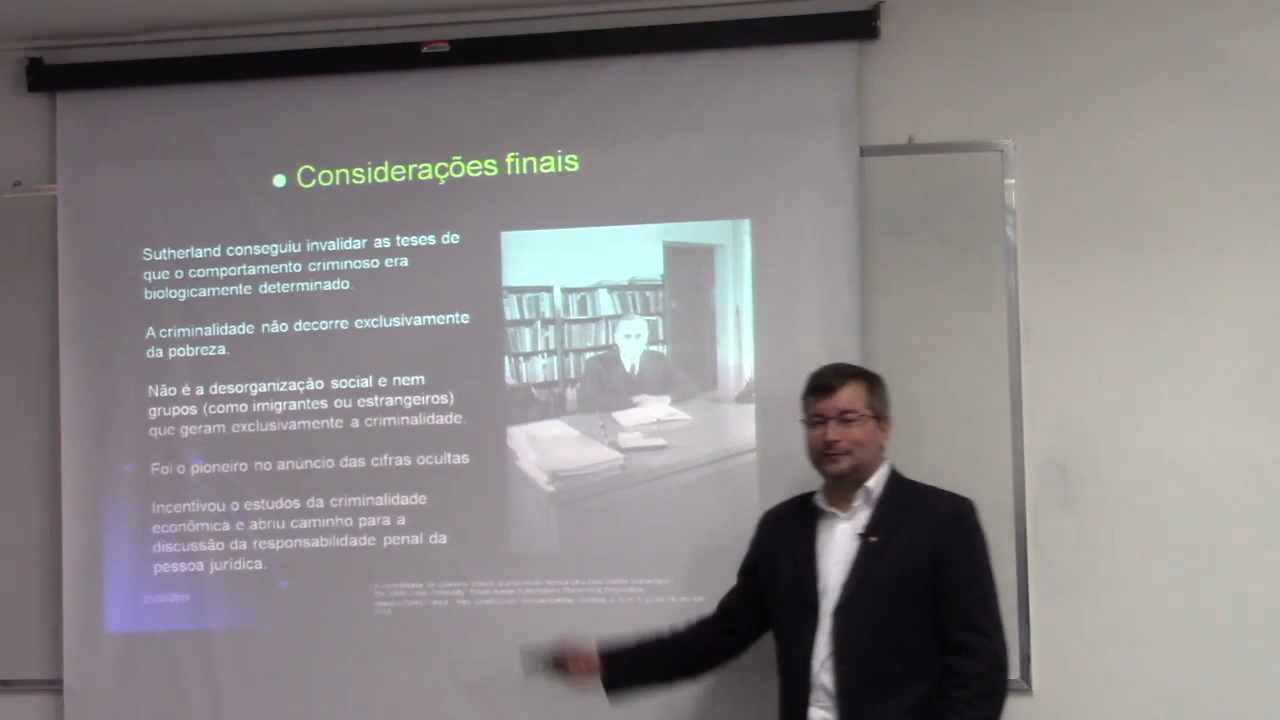 Considerações finais
Sutherland conseguiu invalidar as teses de
que o comportamento criminoso era
biologicamente determinado.
A criminalidade não decorre exclusivamente
da pobreza.
Não é a desorganização social e nem
grupos (como imigrantes ou estrangeiros)
que geram exclusivamente a criminalidade.
Foi o pioneiro no anúncio das cifras ocultas
Incentivou o estudos da criminalidade
econômica e abriu caminho para a
discussão da responsabilidade penal da
pessoa jurídica.